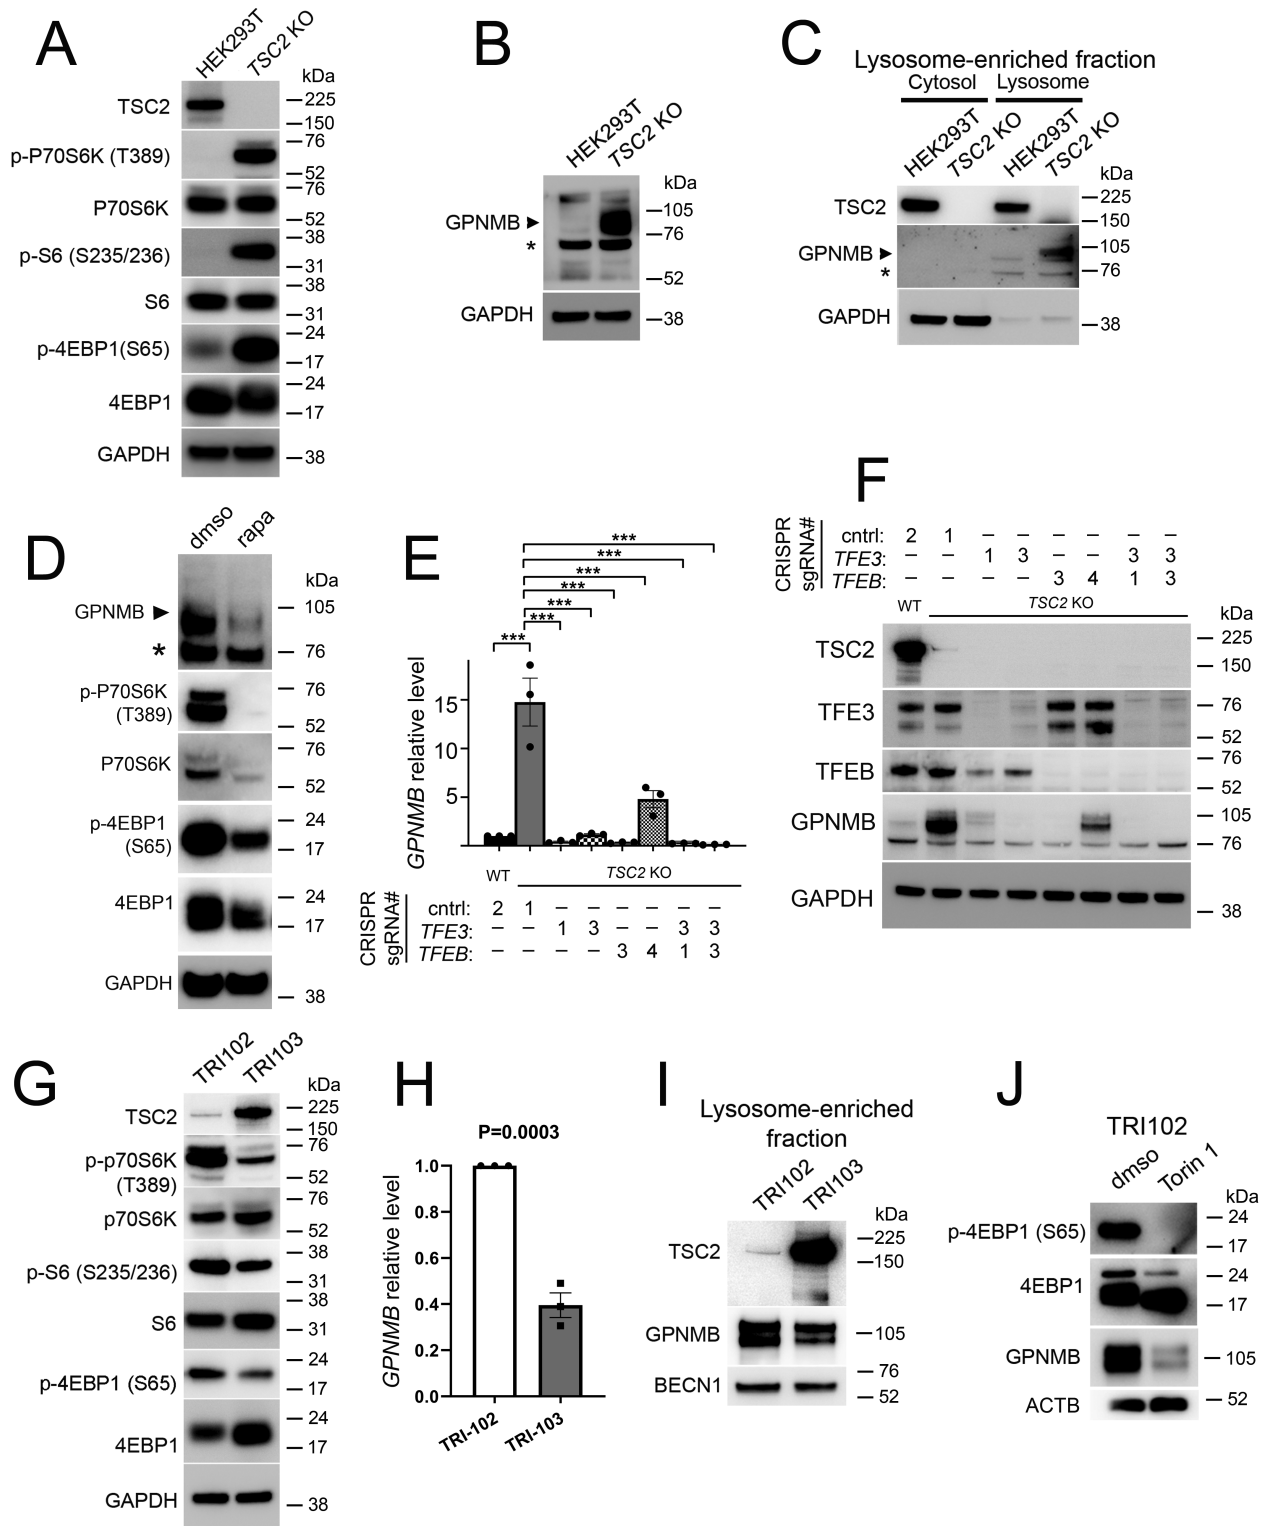 A
HEK293T
TSC2 KO
kDa
TSC2
225
150
p-P70S6K (T389)
76
52
P70S6K
76
52
p-S6 (S235/236)
38
31
S6
38
31
p-4EBP1(S65)
24
17
4EBP1
24
17
GAPDH
38
B
HEK293T
TSC2 KO
kDa
GPNMB
105
76
*
52
GAPDH
38
C
Lysosome-enriched fraction
Cytosol Lysosome
HEK293T
TSC2 KO
HEK293T
TSC2 KO
kDa
TSC2
225
150
GPNMB
105
*
76
GAPDH
38
D
dmso
rapa
kDa
GPNMB
105
*
76
p-P70S6K
(T389)
76
52
P70S6K
76
52
p-4EBP1
(S65)
24
17
4EBP1
24
17
GAPDH
38
E
***
***
***
***
***
***
***
GPNMB relative level
15
10
5
WT TSC2 KO
CRISPR
sgRNA#
cntrl: 2 1 – – – – – –
TFE3: – – 1 3 – – 3 3
TFEB: – – – – 3 4 1 3
F
CRISPR
sgRNA#
cntrl: 2 1 – – – – – –
TFE3: – – 1 3 – – 3 3
TFEB: – – – – 3 4 1 3
WT TSC2 KO
kDa
TSC2
225
150
TFE3
76
52
TFEB
76
52
GPNMB
105
76
GAPDH
38
G
TRI102
TRI103
kDa
TSC2
225
150
p-p70S6K
(T389)
76
52
p70S6K
76
52
p-S6 (S235/236)
38
31
S6
38
31
p-4EBP1 (S65)
24
17
4EBP1
24
17
GAPDH
38
H
P=0.0003
GPNMB relative level
1.0
0.8
0.6
0.4
0.2
0.0
TRI-102
TRI-103
I
Lysosome-enriched
fraction
TRI102
TRI103
kDa
TSC2
225
150
GPNMB
105
BECN1
76
52
J
TRI102
dmso
Torin 1
kDa
p-4EBP1 (S65)
24
17
4EBP1
24
17
GPNMB
105
ACTB
52